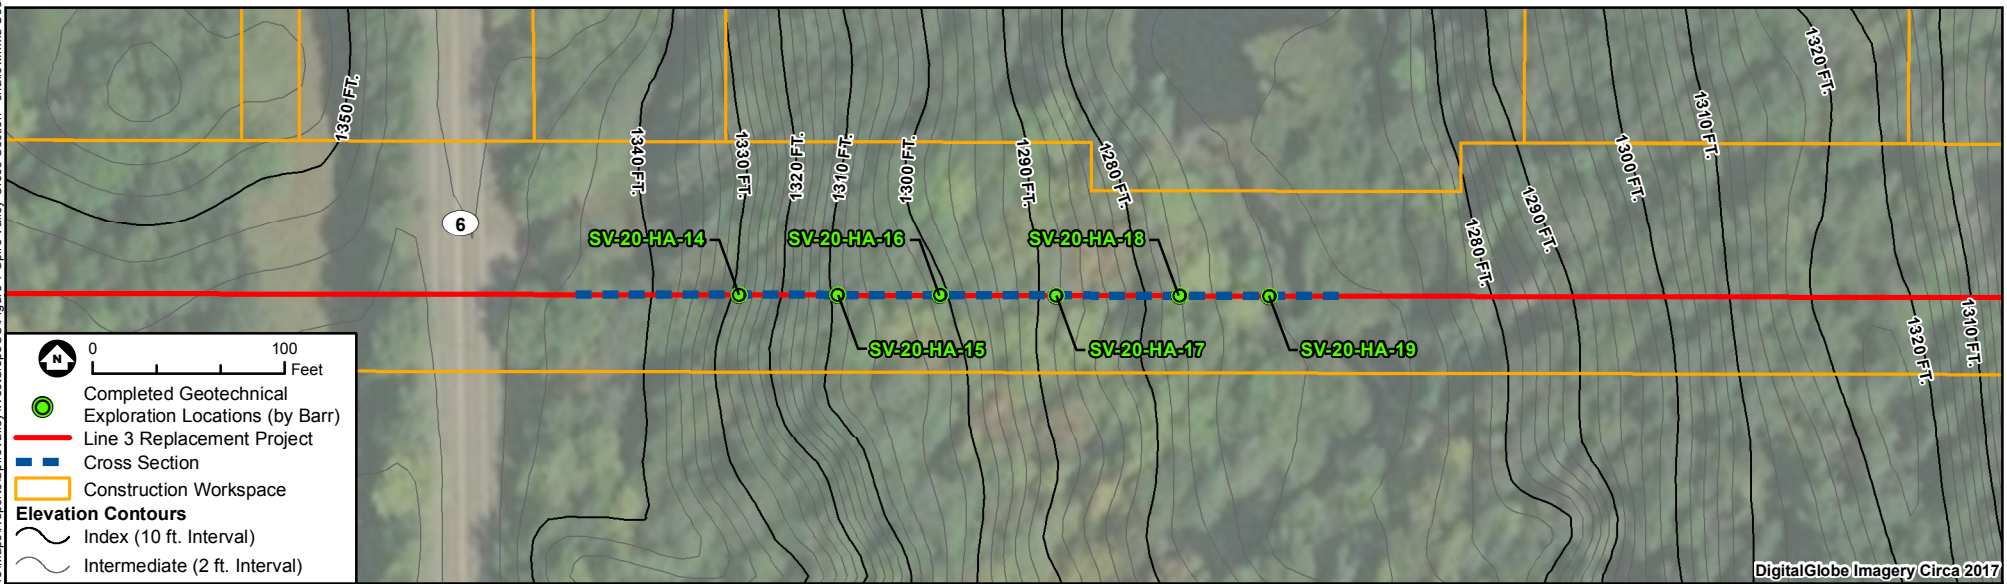 1350 FT.
1340 FT.
1330 FT.
1320 FT.
1310 FT.
1300 FT.
1290 FT.
1280 FT.
1280 FT.
1290 FT.
1300 FT.
1310 FT.
1320 FT.
1320 FT.
1310 FT.
6
SV-20-HA-14
SV-20-HA-16
SV-20-HA-18
SV-20-HA-15
SV-20-HA-17
SV-20-HA-19
N
0 100
Feet
Completed Geotechnical
Exploration Locations (by Barr)
Line 3 Replacement Project
Cross Section
Construction Workspace
Elevation Contours
Index (10 ft. Interval)
Intermediate (2 ft. Interval)
DigitalGlobe Imagery Circa 2017